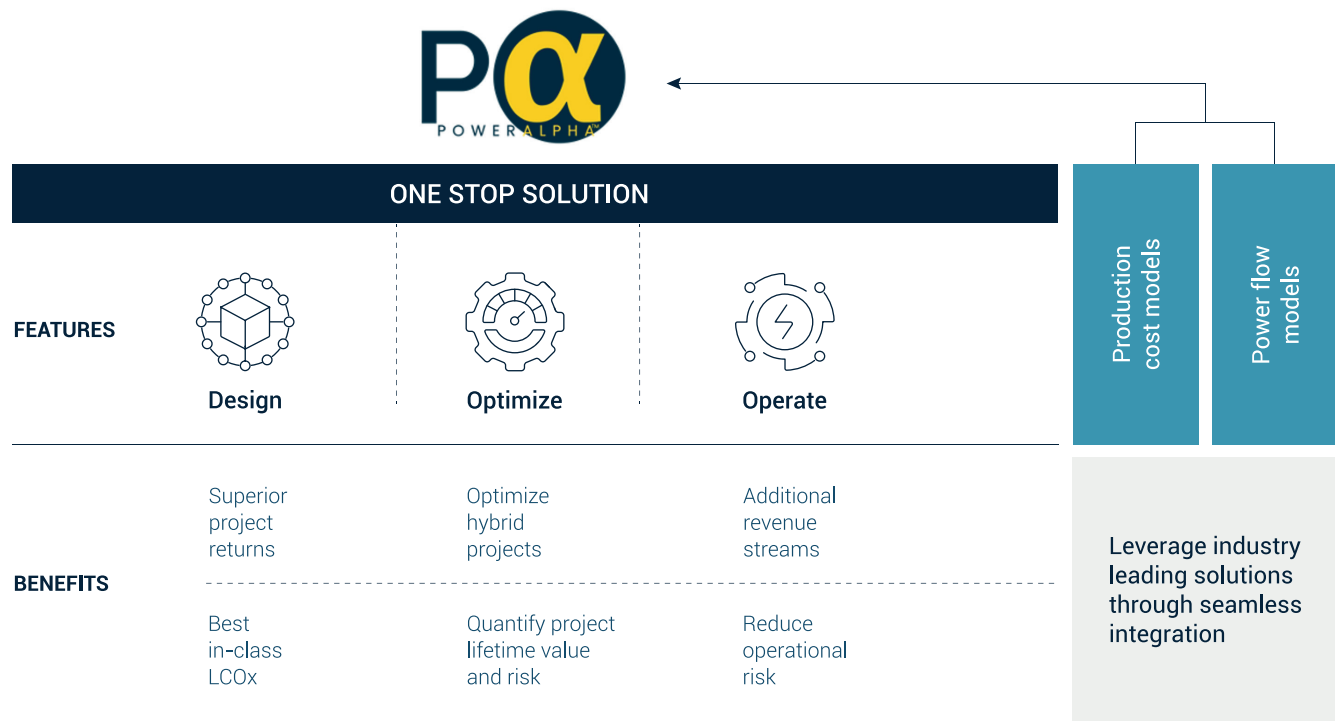 Pα
POWERALPHA™
ONE STOP SOLUTION
FEATURES
Design
Optimize
Operate
Production
cost models
Power flow
models
BENEFITS
Superior
project
returns
Optimize
hybrid
projects
Additional
revenue
streams
Best
in-class
LCOx
Quantify project
lifetime value
and risk
Reduce
operational
risk
Leverage industry
leading solutions
through seamless
integration